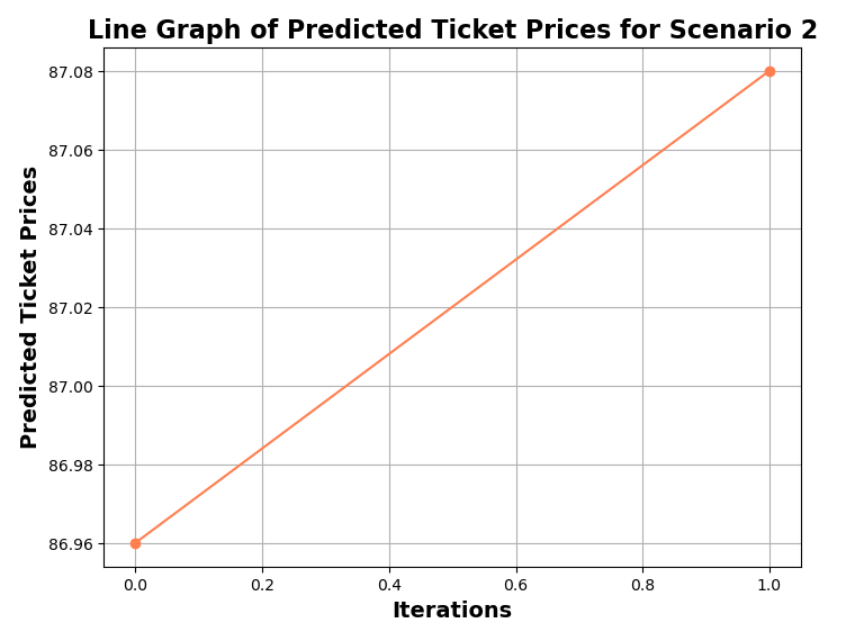 Line Graph of Predicted Ticket Prices for Scenario 2
Predicted Ticket Prices
87.08
87.06
87.04
87.02
87.00
86.98
86.96
0.0 0.2 0.4 0.6 0.8 1.0
Iterations